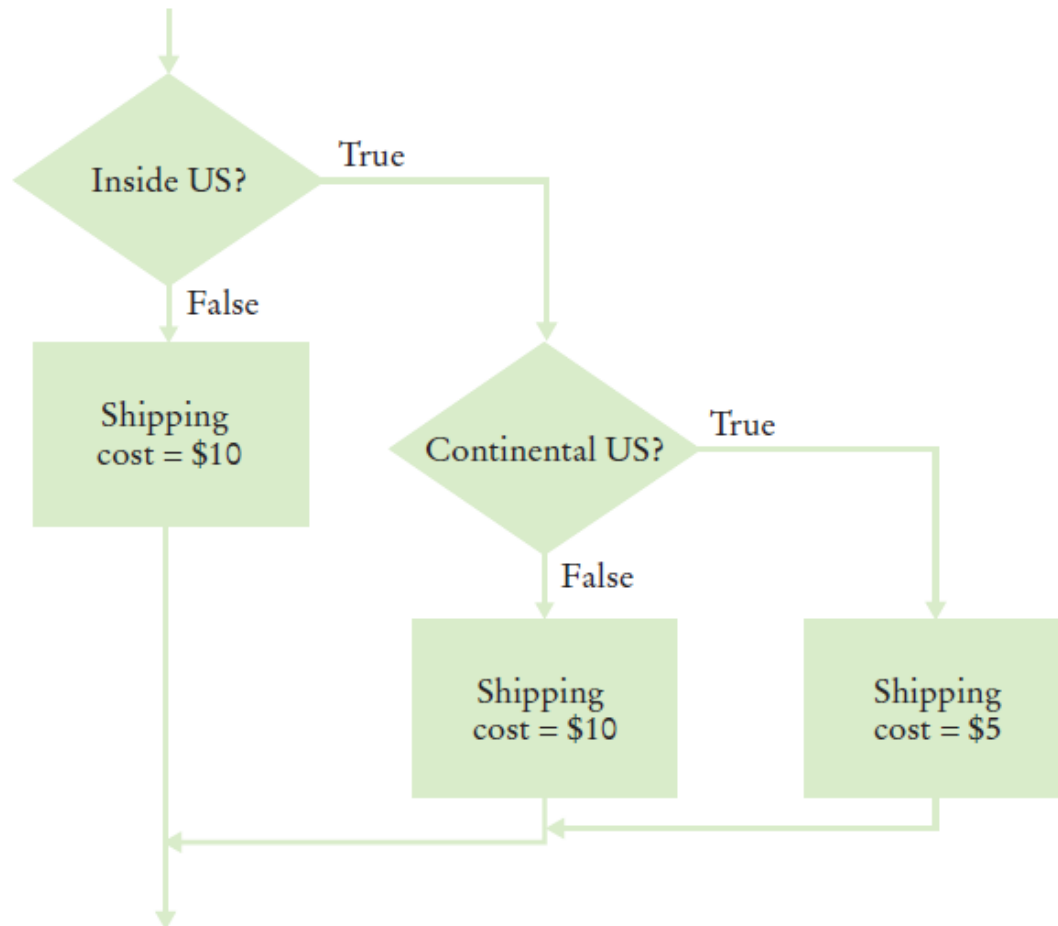 Inside US?
True
False
Shipping
cost = $10
Continental US?
True
False
Shipping
cost = $10
Shipping
cost = $5